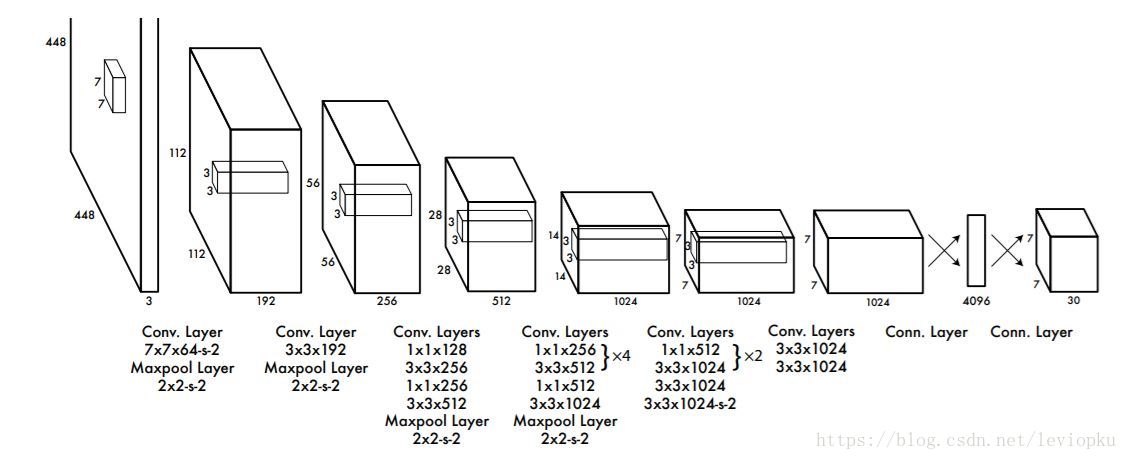 448
7
7
448
3
112
3
3
112
192
56
3
3
56
256
28
3
3
28
512
14
3
3
14
1024
7
3
3
7
1024
7
7
1024
4096
7
7
30
Conv. Layer
7x7x64-s-2
Maxpool Layer
2x2-s-2
Conv. Layer
3x3x192
Maxpool Layer
2x2-s-2
Conv. Layers
1x1x128
3x3x256
1x1x256
3x3x512
Maxpool Layer
2x2-s-2
Conv. Layers
1x1x256
3x3x512
}×4
1x1x512
3x3x1024
Maxpool Layer
2x2-s-2
Conv. Layers
1x1x512
3x3x1024
}×2
3x3x1024
3x3x1024-s-2
Conv. Layers
3x3x1024
3x3x1024
Conn. Layer
Conn. Layer
https://blog.csdn.net/leviopku